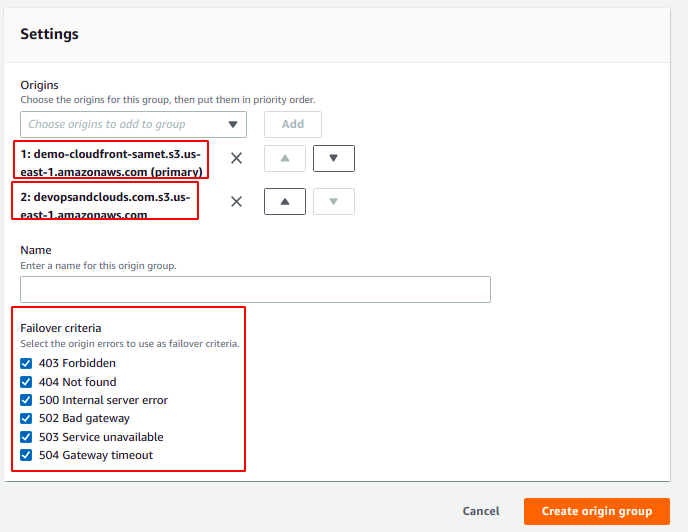 Settings
Origins
Choose the origins for this group, then put them in priority order.
Choose origins to add to group
Add
1: demo-cloudfront-samet.s3.us-
east-1.amazonaws.com (primary)
2: devopsandclouds.com.s3.us-
east-1.amazonaws.com
Name
Enter a name for this origin group.
Failover criteria
Select the origin errors to use as failover criteria.
403 Forbidden
404 Not found
500 Internal server error
502 Bad gateway
503 Service unavailable
504 Gateway timeout
Cancel
Create origin group